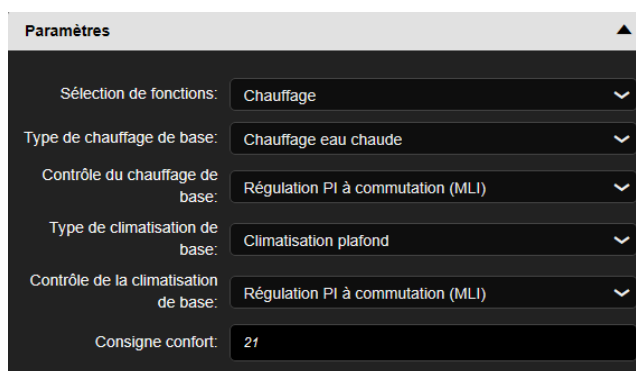 Paramètres
Sélection de fonctions: Chauffage
Type de chauffage de base: Chauffage eau chaude
Contrôle du chauffage de
base: Régulation PI à commutation (MLI)
Type de climatisation de
base: Climatisation plafond
Contrôle de la climatisation
de base: Régulation PI à commutation (MLI)
Consigne confort: 21